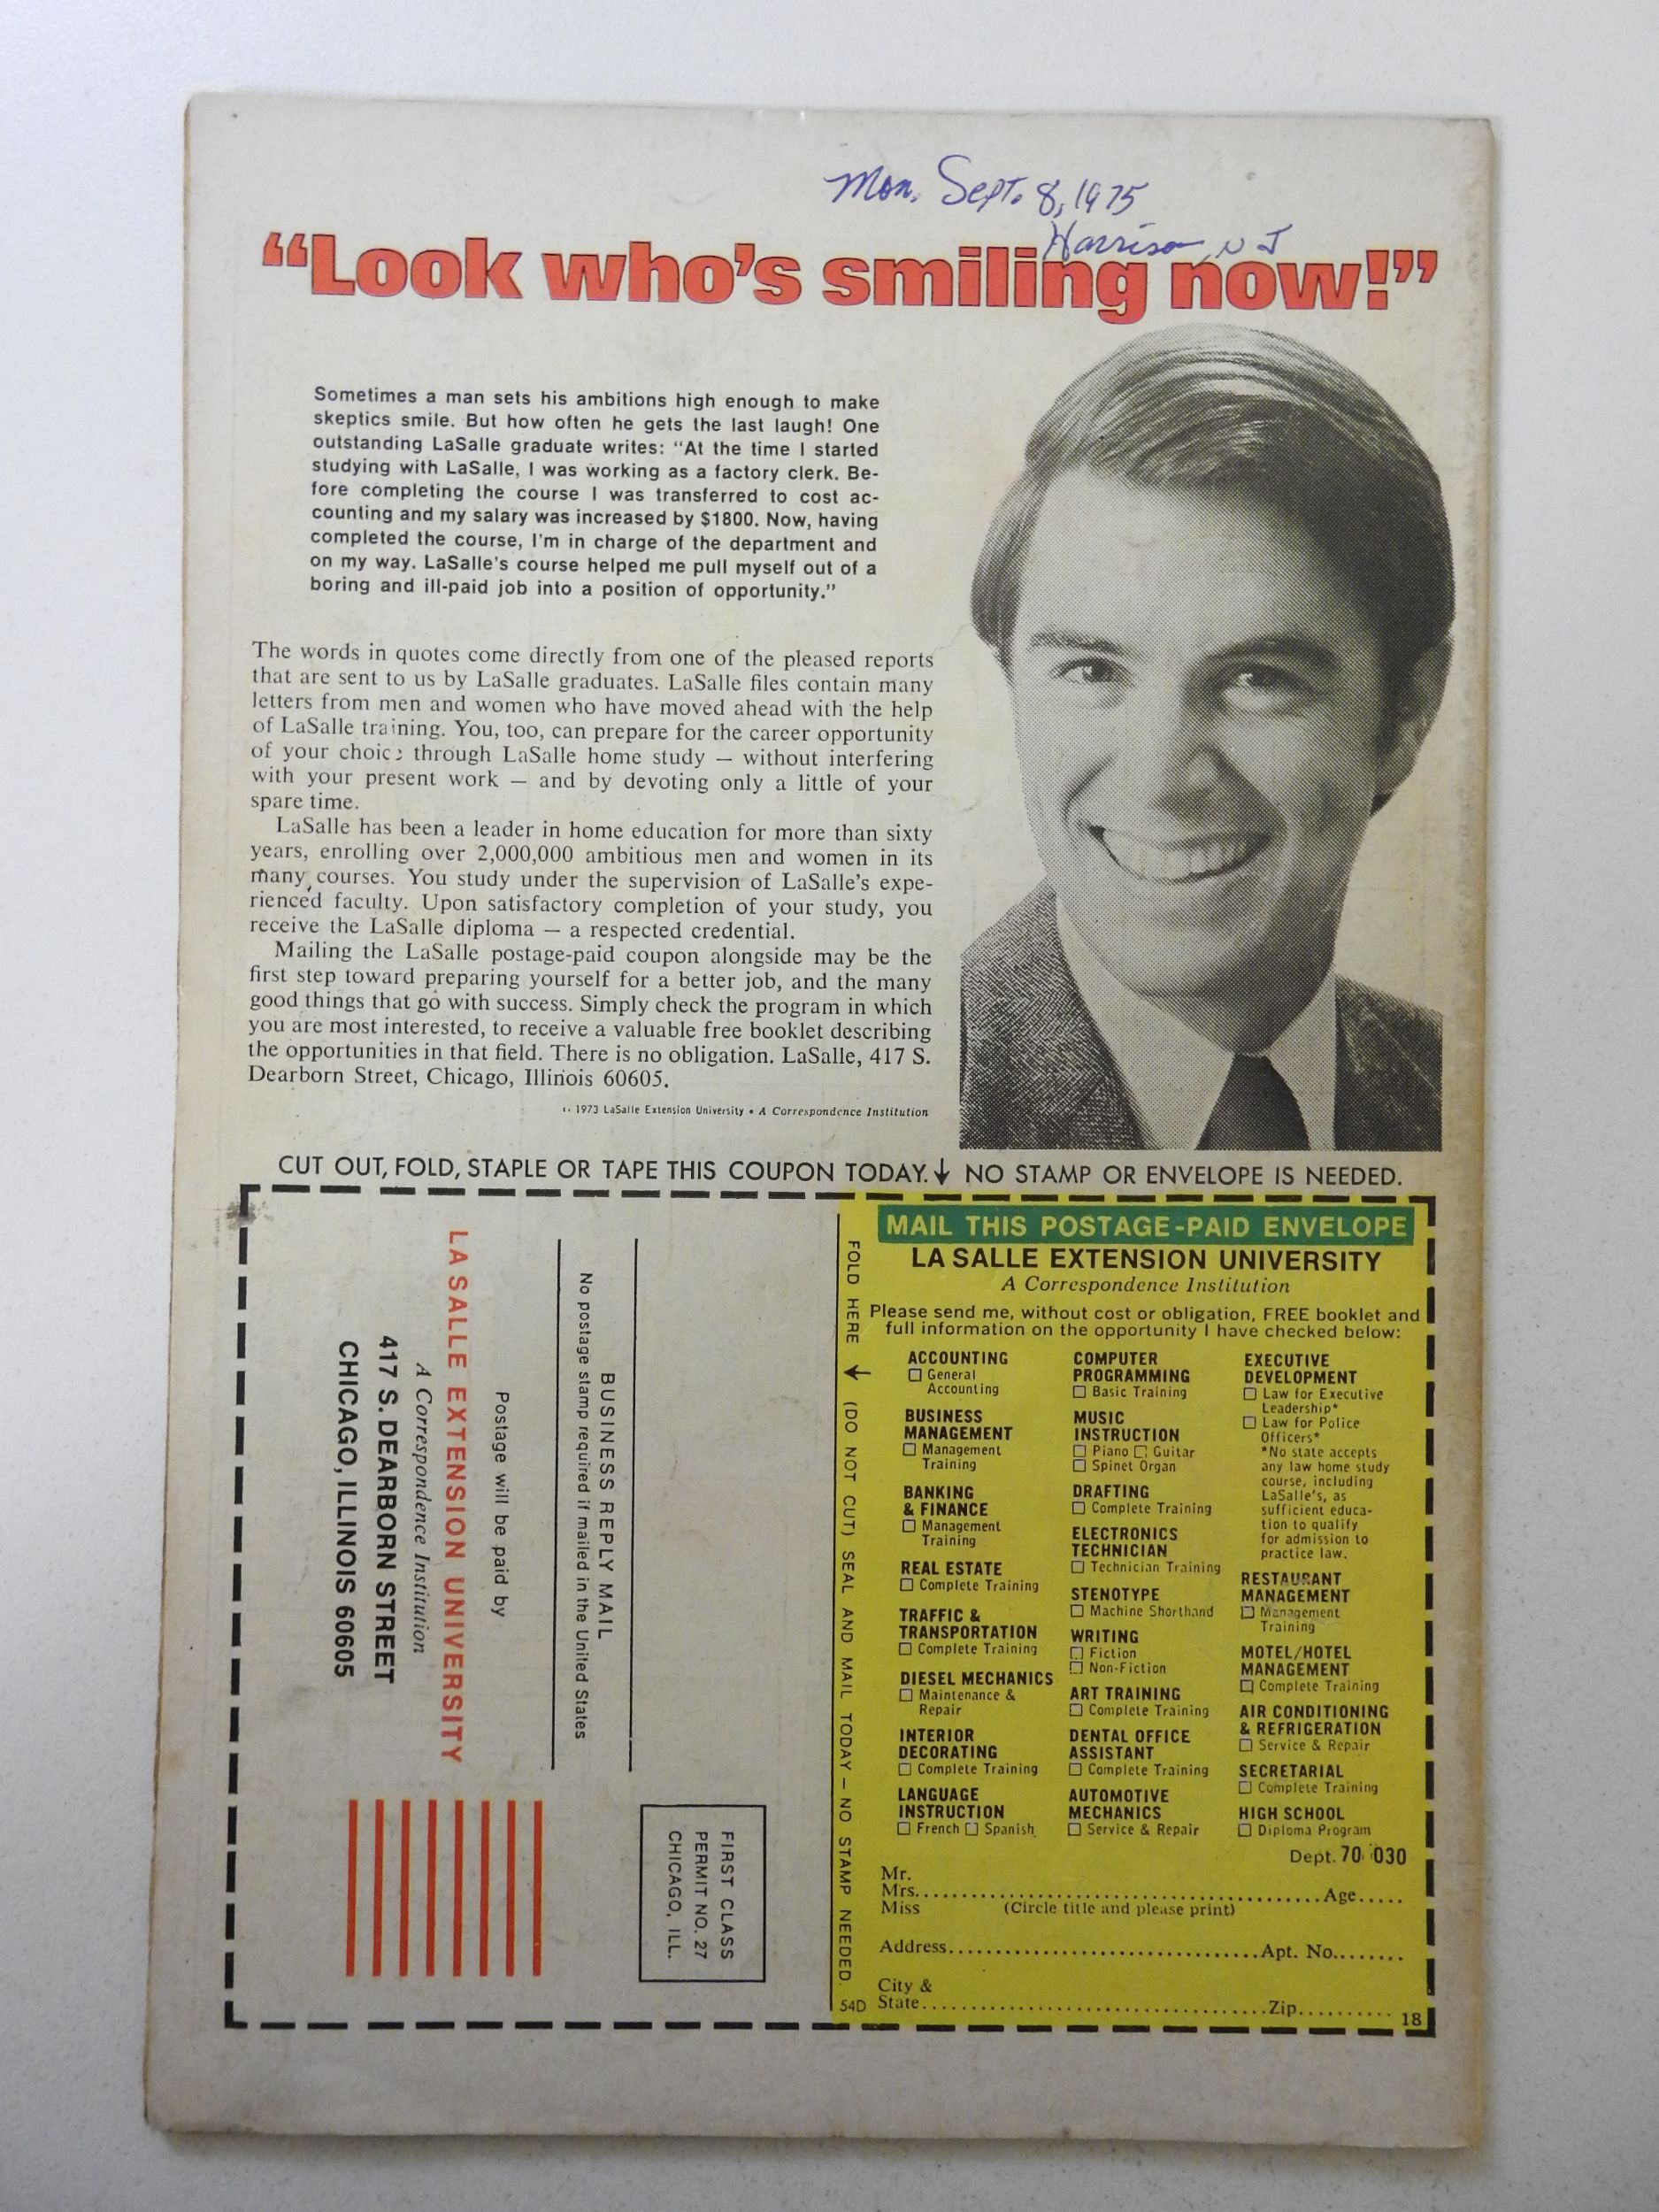 Mon. Sept. 8, 1975
Harrison, NJ
“Look who’s smiling now!”
Sometimes a man sets his ambitions high enough to make
skeptics smile. But how often he gets the last laugh! One
outstanding LaSalle graduate writes: “At the time I started
studying with LaSalle, I was working as a factory clerk. Be-
fore completing the course I was transferred to cost ac-
counting and my salary was increased by $1800. Now, having
completed the course, I’m in charge of the department and
on my way. LaSalle’s course helped me pull myself out of a
boring and ill-paid job into a position of opportunity.”
The words in quotes come directly from one of the pleased reports
that are sent to us by LaSalle graduates. LaSalle files contain many
letters from men and women who have moved ahead with the help
of LaSalle training. You, too, can prepare for the career opportunity
of your choice through LaSalle home study — without interfering
with your present work — and by devoting only a little of your
spare time.
LaSalle has been a leader in home education for more than sixty
years, enrolling over 2,000,000 ambitious men and women in its
many courses. You study under the supervision of LaSalle’s expe-
rienced faculty. Upon satisfactory completion of your study, you
receive the LaSalle diploma — a respected credential.
Mailing the LaSalle postage-paid coupon alongside may be the
first step toward preparing yourself for a better job, and the many
good things that go with success. Simply check the program in which
you are most interested, to receive a valuable free booklet describing
the opportunities in that field. There is no obligation. LaSalle, 417 S.
Dearborn Street, Chicago, Illinois 60605.
1973 LaSalle Extension University • A Correspondence Institution
CUT OUT, FOLD, STAPLE OR TAPE THIS COUPON TODAY.↓ NO STAMP OR ENVELOPE IS NEEDED.
FIRST CLASS
PERMIT NO. 27
CHICAGO, ILL.
BUSINESS REPLY MAIL
No postage stamp required if mailed in the United States
Postage will be paid by
LA SALLE EXTENSION UNIVERSITY
A Correspondence Institution
417 S. DEARBORN STREET
CHICAGO, ILLINOIS 60605
FOLD HERE ↓ (DO NOT CUT) SEAL AND MAIL TODAY — NO STAMP NEEDED.
54D
MAIL THIS POSTAGE-PAID ENVELOPE
LA SALLE EXTENSION UNIVERSITY
A Correspondence Institution
Please send me, without cost or obligation, FREE booklet and
full information on the opportunity I have checked below:
ACCOUNTING
☐ General
Accounting
BUSINESS
MANAGEMENT
☐ Management
Training
BANKING
& FINANCE
☐ Management
Training
REAL ESTATE
☐ Complete Training
TRAFFIC &
TRANSPORTATION
☐ Complete Training
DIESEL MECHANICS
☐ Maintenance &
Repair
INTERIOR
DECORATING
☐ Complete Training
LANGUAGE
INSTRUCTION
☐ French ☐ Spanish
COMPUTER
PROGRAMMING
☐ Basic Training
MUSIC
INSTRUCTION
☐ Piano ☐ Guitar
☐ Spinet Organ
DRAFTING
☐ Complete Training
ELECTRONICS
TECHNICIAN
☐ Technician Training
STENOTYPE
☐ Machine Shorthand
WRITING
☐ Fiction
☐ Non-Fiction
ART TRAINING
☐ Complete Training
DENTAL OFFICE
ASSISTANT
☐ Complete Training
AUTOMOTIVE
MECHANICS
☐ Service & Repair
EXECUTIVE
DEVELOPMENT
☐ Law for Executive
Leadership*
☐ Law for Police
Officers*
*No state accepts
any law home study
course, including
LaSalle’s, as
sufficient educa-
tion to qualify
for admission to
practice law.
RESTAURANT
MANAGEMENT
☐ Management
Training
MOTEL/HOTEL
MANAGEMENT
☐ Complete Training
AIR CONDITIONING
& REFRIGERATION
☐ Service & Repair
SECRETARIAL
☐ Complete Training
HIGH SCHOOL
☐ Diploma Program
Dept. 70-030
Mr.
Mrs. Age
Miss (Circle title and please print)
Address Apt. No.
City &
State Zip
18